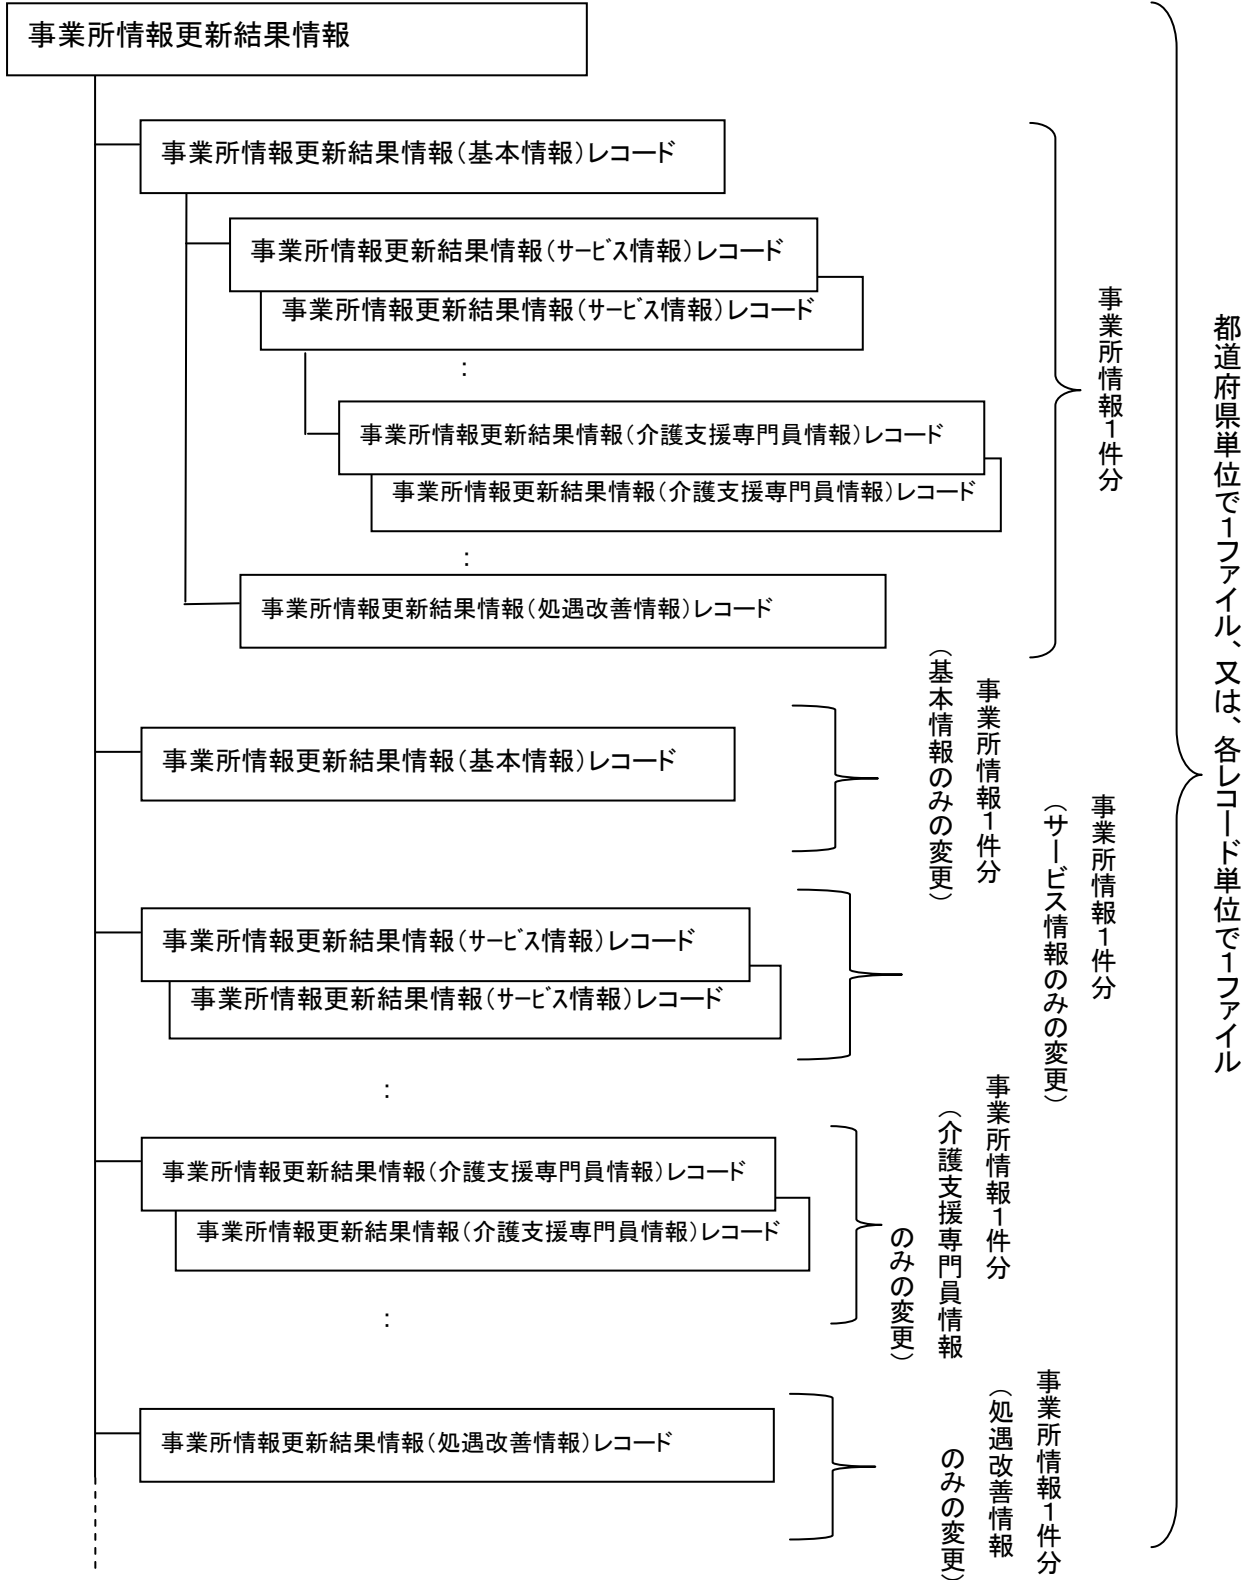 事業所情報更新結果情報
事業所情報更新結果情報（基本情報）レコード
事業所情報更新結果情報（ｻｰﾋﾞｽ情報）レコード
事業所情報更新結果情報（ｻｰﾋﾞｽ情報）レコード
：
事業所情報更新結果情報（介護支援専門員情報）レコード
事業所情報更新結果情報（介護支援専門員情報）レコード
：
事業所情報更新結果情報（処遇改善情報）レコード
事業所情報１件分
事業所情報更新結果情報（基本情報）レコード
事業所情報１件分
（基本情報のみの変更）
事業所情報更新結果情報（ｻｰﾋﾞｽ情報）レコード
事業所情報更新結果情報（ｻｰﾋﾞｽ情報）レコード
：
事業所情報１件分
（サービス情報のみの変更）
事業所情報更新結果情報（介護支援専門員情報）レコード
事業所情報更新結果情報（介護支援専門員情報）レコード
：
事業所情報１件分
（介護支援専門員情報
のみの変更）
事業所情報更新結果情報（処遇改善情報）レコード
事業所情報１件分
（処遇改善情報
のみの変更）
都道府県単位で１ファイル、又は、各レコード単位で１ファイル